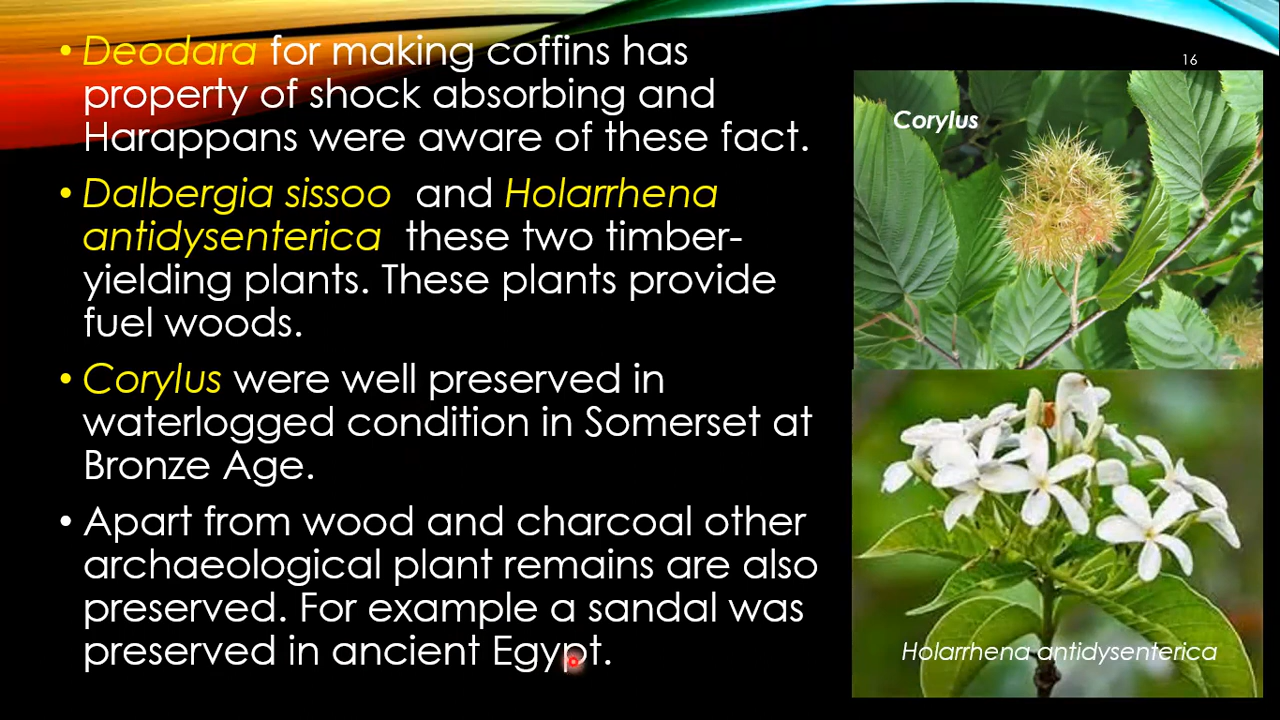 • Deodara for making coffins has
property of shock absorbing and
Harappans were aware of these fact.
• Dalbergia sissoo and Holarrhena
antidysenterica these two timber-
yielding plants. These plants provide
fuel woods.
• Corylus were well preserved in
waterlogged condition in Somerset at
Bronze Age.
• Apart from wood and charcoal other
archaeological plant remains are also
preserved. For example a sandal was
preserved in ancient Egypt.
16
Corylus
Holarrhena antidysenterica